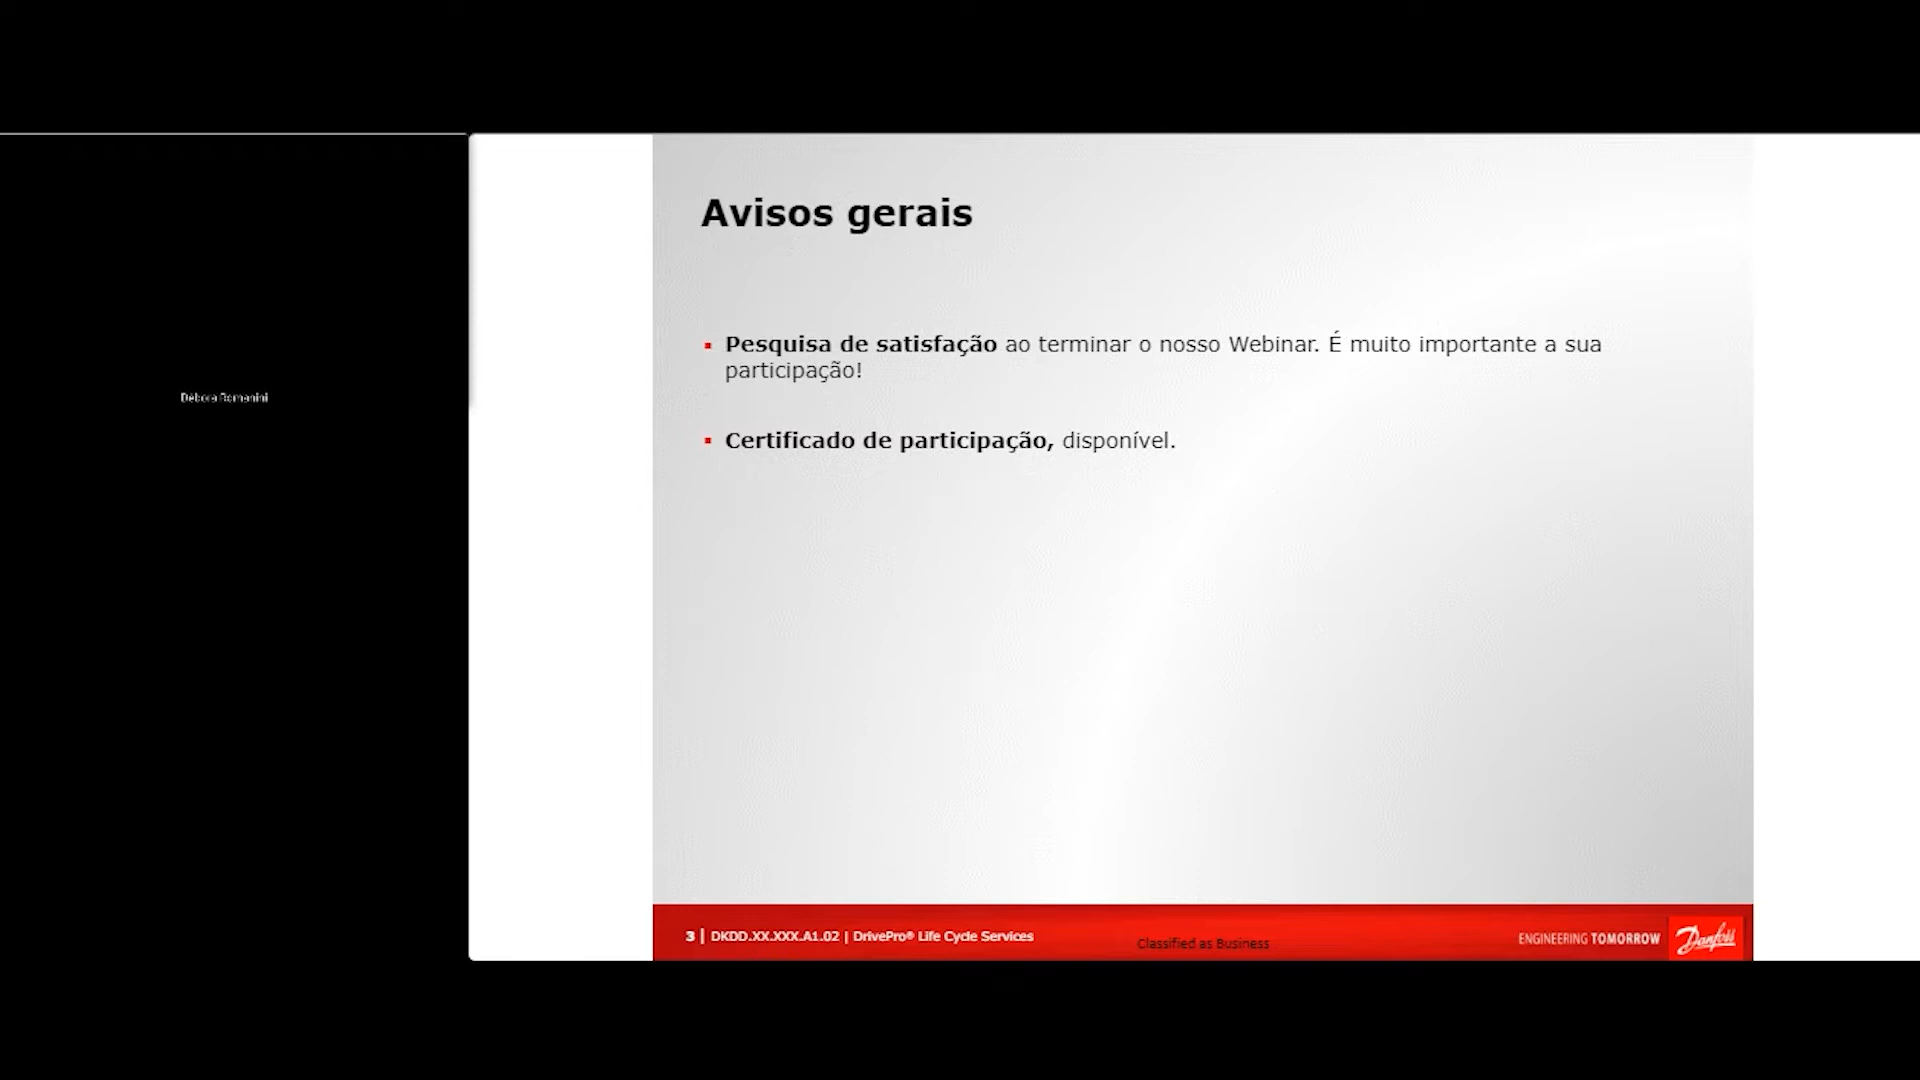 Avisos gerais
Débora Romanini
Pesquisa de satisfação ao terminar o nosso Webinar. É muito importante a sua
participação!
Certificado de participação, disponível.
3 | DKDD.XX.XXX.A1.02 | DrivePro® Life Cycle Services
Classified as Business
ENGINEERING TOMORROW
Danfoss